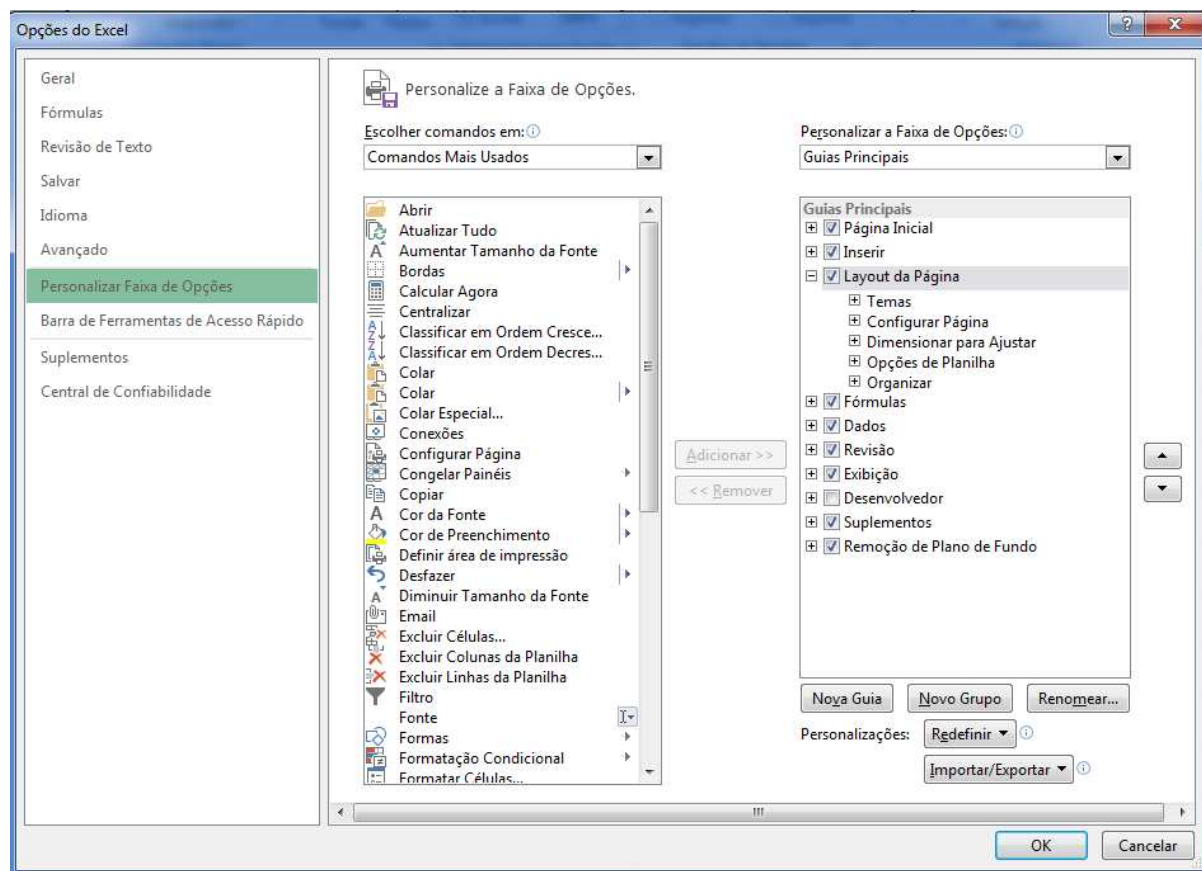 Opções do Excel
Geral
Fórmulas
Revisão de Texto
Salvar
Idioma
Avançado
Personalizar Faixa de Opções
Barra de Ferramentas de Acesso Rápido
Suplementos
Central de Confiabilidade
Personalize a Faixa de Opções.
Escolher comandos em:
Comandos Mais Usados
Abrir
Atualizar Tudo
Aumentar Tamanho da Fonte
Bordas
Calcular Agora
Centralizar
Classificar em Ordem Cresce...
Classificar em Ordem Decres...
Colar
Colar
Colar Especial...
Conexões
Configurar Página
Congelar Painéis
Copiar
Cor da Fonte
Cor de Preenchimento
Definir área de impressão
Desfazer
Diminuir Tamanho da Fonte
Email
Excluir Células...
Excluir Colunas da Planilha
Excluir Linhas da Planilha
Filtro
Fonte
Formas
Formatação Condicional
Formatar Células...
Adicionar >>
<< Remover
Personalizar a Faixa de Opções:
Guias Principais
Guias Principais
Página Inicial
Inserir
Layout da Página
Temas
Configurar Página
Dimensionar para Ajustar
Opções de Planilha
Organizar
Fórmulas
Dados
Revisão
Exibição
Desenvolvedor
Suplementos
Remoção de Plano de Fundo
Nova Guia Novo Grupo Renomear...
Personalizações: Redefinir
Importar/Exportar
OK Cancelar